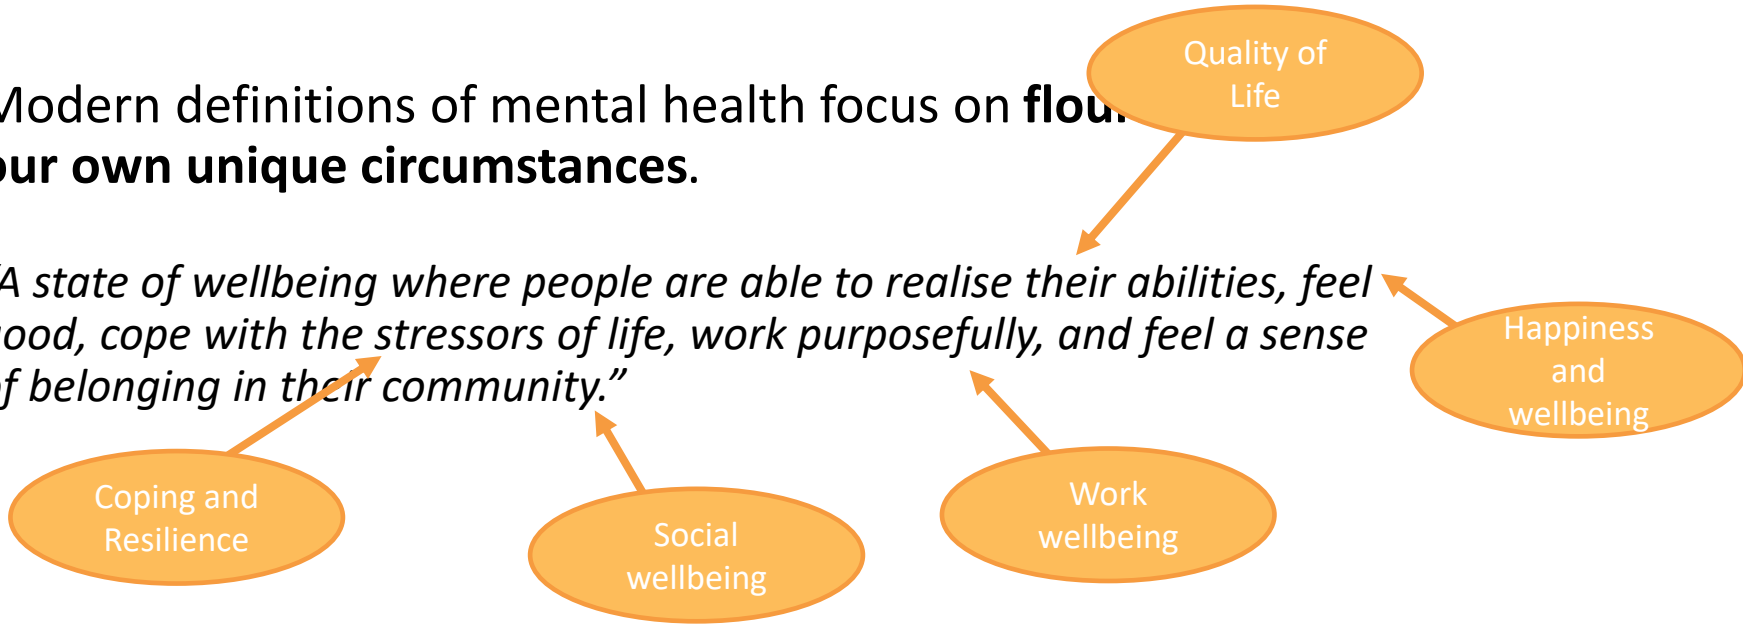 Modern definitions of mental health focus on
our own unique circumstances.
“A state of wellbeing where people are able to realise their abilities, feel
good, cope with the stressors of life, work purposefully, and feel a sense
of belonging in their community.”
Quality of
Life
Happiness
and
wellbeing
Coping and
Resilience
Social
wellbeing
Work
wellbeing